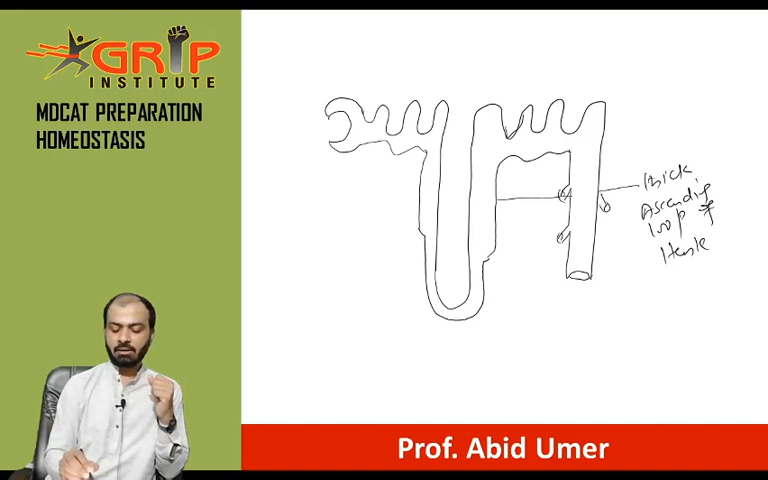 GRIP
INSTITUTE
MDCAT PREPARATION
HOMEOSTASIS
thick
Ascending
loop of
Henle
Prof. Abid Umer